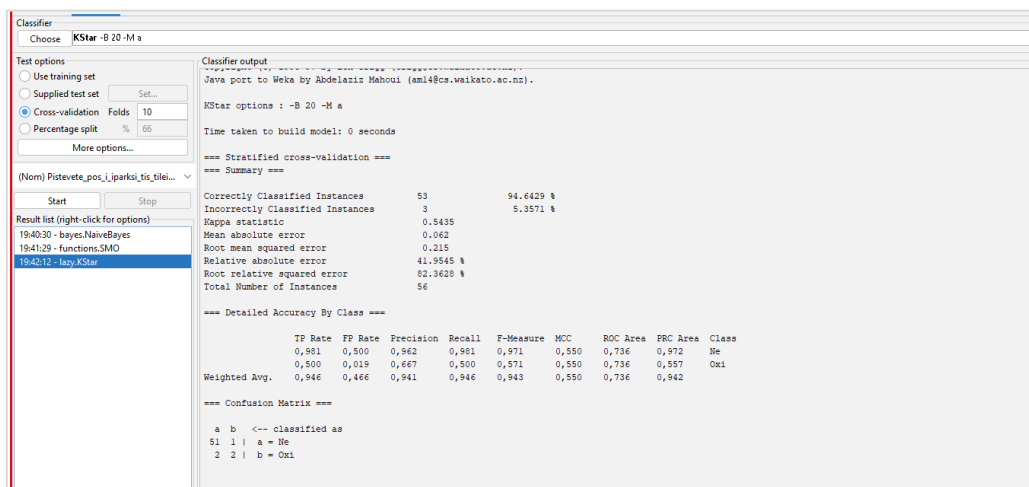 Classifier
Choose KStar -B 20 -M a
Test options
Use training set
Supplied test set Set...
Cross-validation Folds 10
Percentage split % 66
More options...
(Nom) Pistevete_pos_i_iparksi_tis_tilei...
Start Stop
Result list (right-click for options)
19:40:30 - bayes.NaiveBayes
19:41:29 - functions.SMO
19:42:12 - lazy.KStar
Classifier output
Java port to Weka by Abdelaziz Mahoui (aml4@cs.waikato.ac.nz).
KStar options : -B 20 -M a
Time taken to build model: 0 seconds
=== Stratified cross-validation ===
=== Summary ===
Correctly Classified Instances 53 94.6429 %
Incorrectly Classified Instances 3 5.3571 %
Kappa statistic 0.5435
Mean absolute error 0.062
Root mean squared error 0.215
Relative absolute error 41.9545 %
Root relative squared error 82.3628 %
Total Number of Instances 56
=== Detailed Accuracy By Class ===
TP Rate FP Rate Precision Recall F-Measure MCC ROC Area PRC Area Class
0,981 0,500 0,962 0,981 0,971 0,550 0,736 0,972 Ne
0,500 0,019 0,667 0,500 0,571 0,550 0,736 0,557 Oxi
Weighted Avg. 0,946 0,466 0,941 0,946 0,943 0,550 0,736 0,942
=== Confusion Matrix ===
a b <-- classified as
51 1 | a = Ne
2 2 | b = Oxi